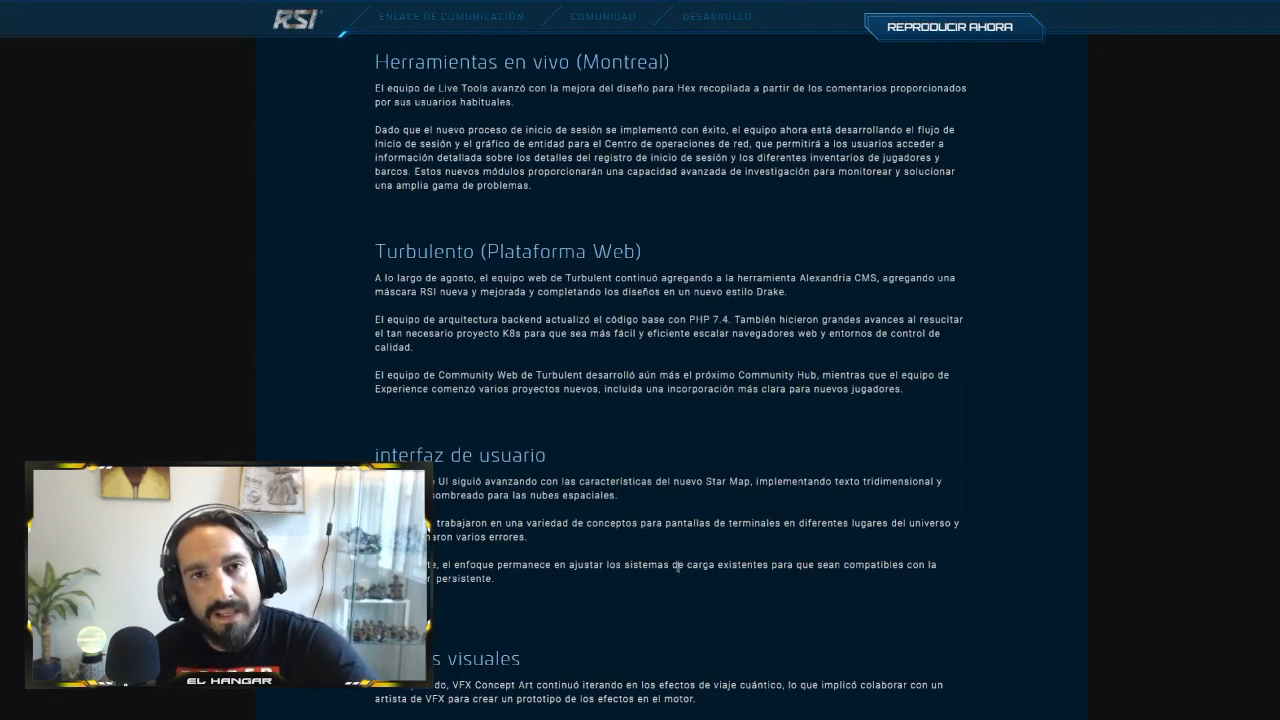 RSI
ENLACE DE COMUNICACIÓN
COMUNIDAD
DESARROLLO
REPRODUCIR AHORA
Herramientas en vivo (Montreal)
El equipo de Live Tools avanzó con la mejora del diseño para Hex recopilada a partir de los comentarios proporcionados
por sus usuarios habituales.
Dado que el nuevo proceso de inicio de sesión se implementó con éxito, el equipo ahora está desarrollando el flujo de
inicio de sesión y el gráfico de entidad para el Centro de operaciones de red, que permitirá a los usuarios acceder a
información detallada sobre los detalles del registro de inicio de sesión y los diferentes inventarios de jugadores y
barcos. Estos nuevos módulos proporcionarán una capacidad avanzada de investigación para monitorear y solucionar
una amplia gama de problemas.
Turbulento (Plataforma Web)
A lo largo de agosto, el equipo web de Turbulent continuó agregando a la herramienta Alexandria CMS, agregando una
máscara RSI nueva y mejorada y completando los diseños en un nuevo estilo Drake.
El equipo de arquitectura backend actualizó el código base con PHP 7.4. También hicieron grandes avances al resucitar
el tan necesario proyecto K8s para que sea más fácil y eficiente escalar navegadores web y entornos de control de
calidad.
El equipo de Community Web de Turbulent desarrolló aún más el próximo Community Hub, mientras que el equipo de
Experience comenzó varios proyectos nuevos, incluida una incorporación más clara para nuevos jugadores.
interfaz de usuario
UI siguió avanzando con las características del nuevo Star Map, implementando texto tridimensional y
sombreado para las nubes espaciales.
trabajaron en una variedad de conceptos para pantallas de terminales en diferentes lugares del universo y
varios errores.
el enfoque permanece en ajustar los sistemas de carga existentes para que sean compatibles con la
persistente.
visuales
VFX Concept Art continuó iterando en los efectos de viaje cuántico, lo que implicó colaborar con un
artista de VFX para crear un prototipo de los efectos en el motor.
EL HANGAR